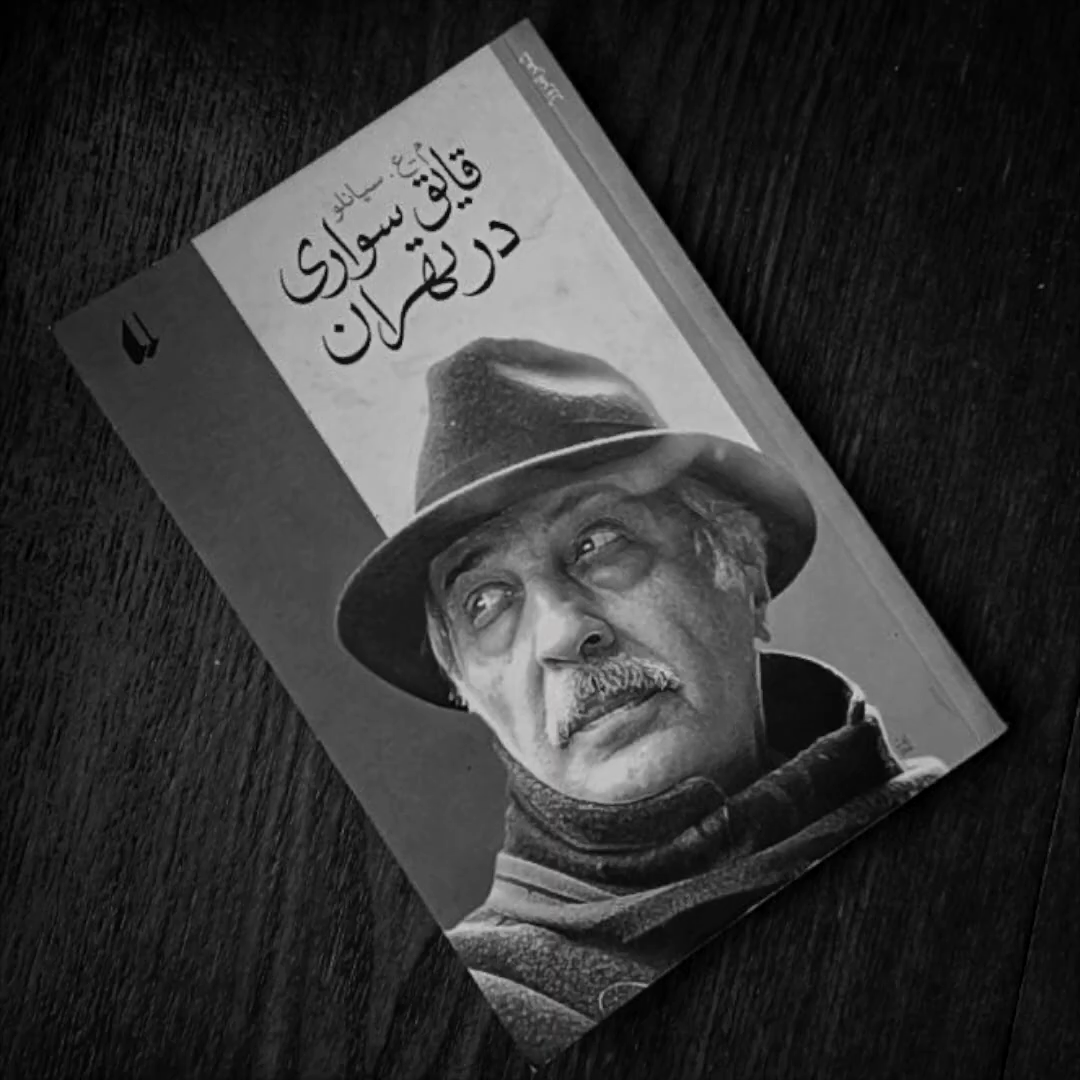 م.ع. سپانلو
قایق سواری
در تهران